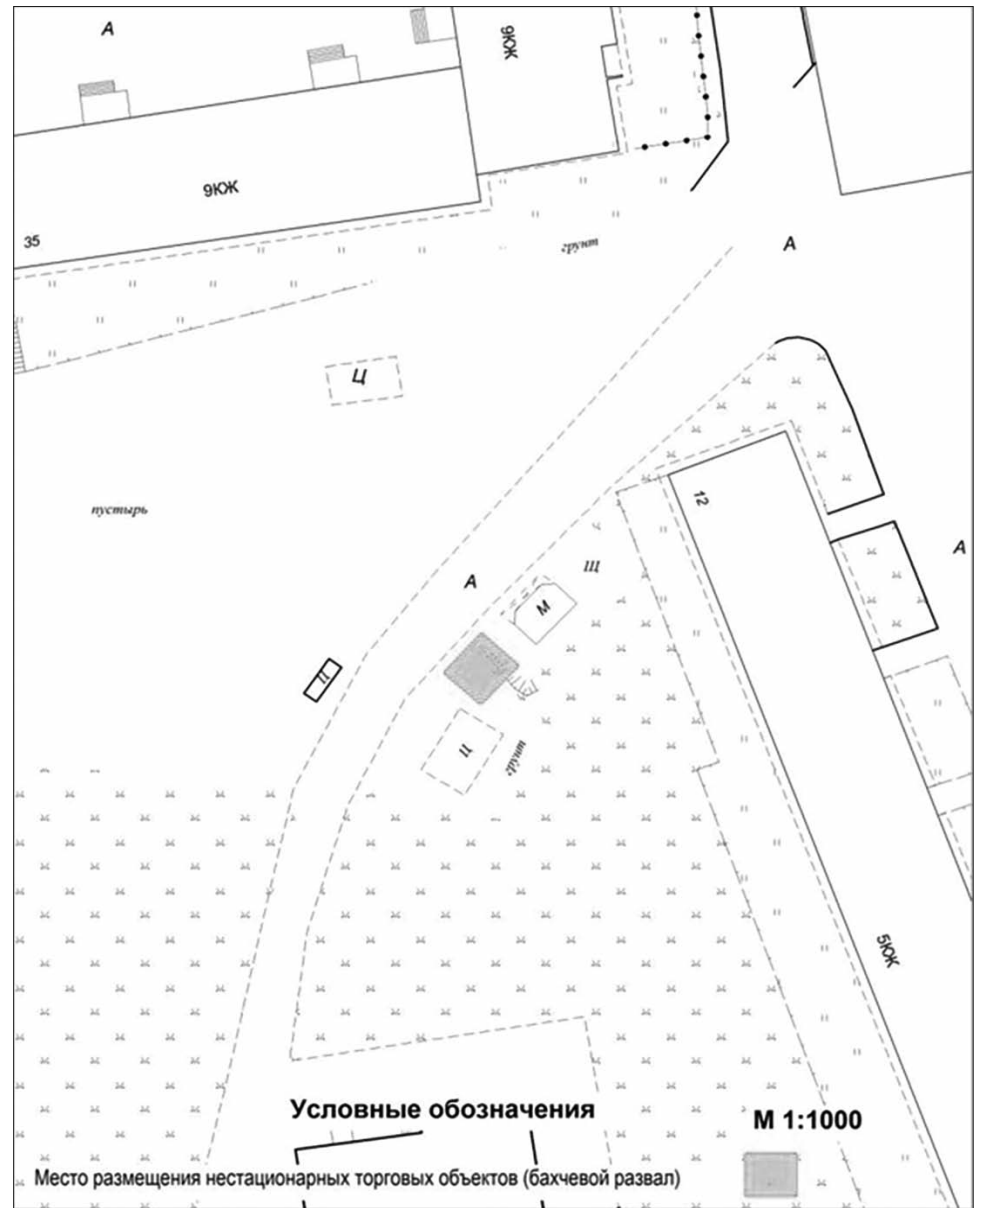 А
9КЖ
9КЖ
35
грунт
А
Ц
12
пустырь
А
Щ
А
М
Ц
Ц
грунт
5КЖ
Условные обозначения
М 1:1000
Место размещения нестационарных торговых объектов (бахчевой развал)